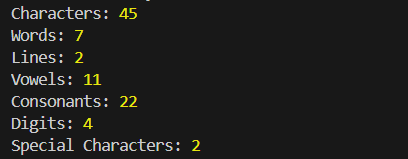 Characters: 45
Words: 7
Lines: 2
Vowels: 11
Consonants: 22
Digits: 4
Special Characters: 2